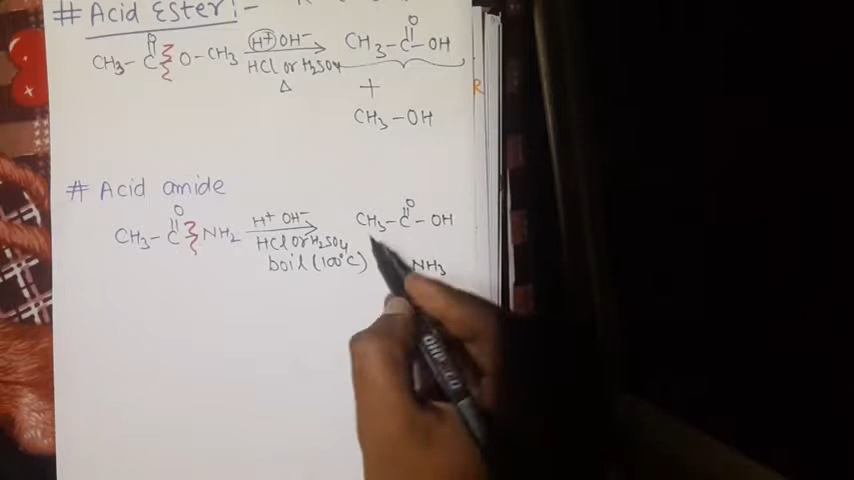 # Acid Ester:-
O
CH3-C-O-CH3 H+ OH- CH3-C-OH
HCl or H2SO4
Δ
+
CH3-OH
R
# Acid amide
O
CH3-C-NH2 H+ OH- CH3-C-OH
HCl or H2SO4
boil (100°C) NH3